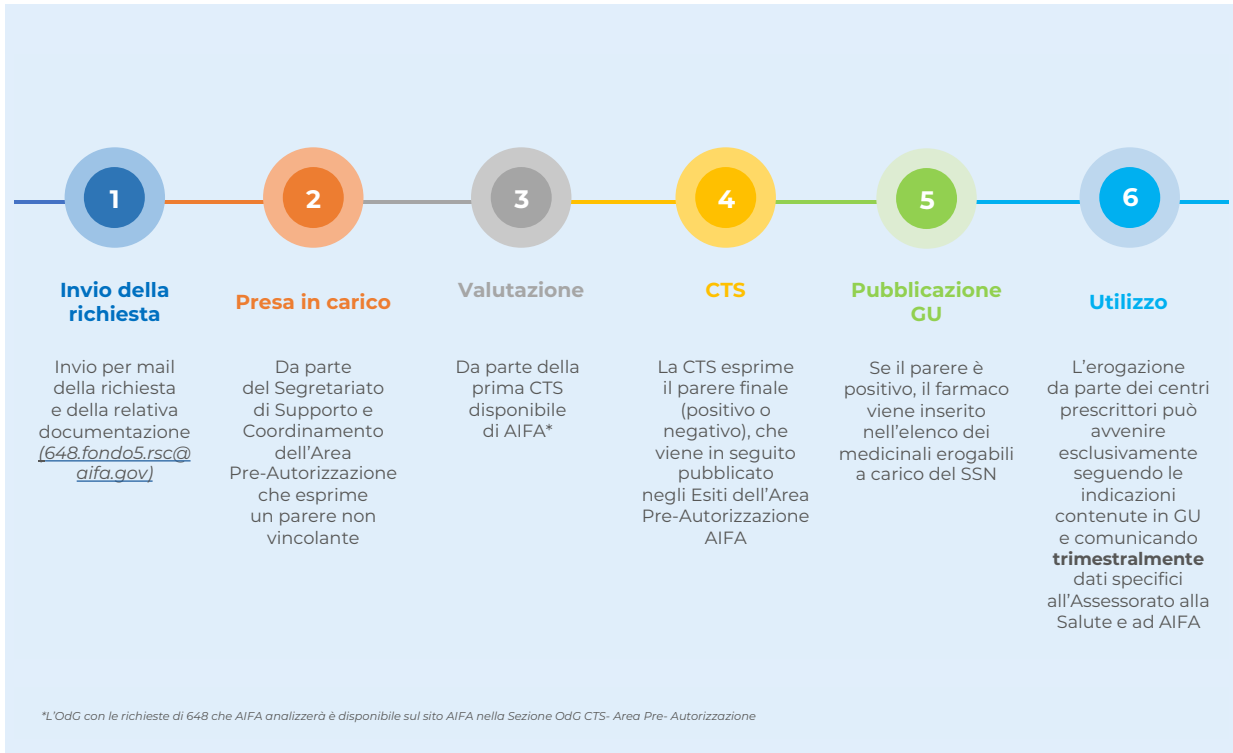 1
Invio della
richiesta
Invio per mail
della richiesta
e della relativa
documentazione
(648.fondo5.rsc@
aifa.gov)
2
Presa in carico
Da parte
del Segretariato
di Supporto e
Coordinamento
dell'Area
Pre-Autorizzazione
che esprime
un parere non
vincolante
3
Valutazione
Da parte della
prima CTS
disponibile
di AIFA*
4
CTS
La CTS esprime
il parere finale
(positivo o
negativo), che
viene in seguito
pubblicato
negli Esiti dell'Area
Pre-Autorizzazione
AIFA
5
Pubblicazione
GU
Se il parere è
positivo, il farmaco
viene inserito
nell'elenco dei
medicinali erogabili
a carico del SSN
6
Utilizzo
L'erogazione
da parte dei centri
prescrittori può
avvenire
esclusivamente
seguendo le
indicazioni
contenute in GU
e comunicando
trimestralmente
dati specifici
all'Assessorato alla
Salute e ad AIFA
*L'OdG con le richieste di 648 che AIFA analizzerà è disponibile sul sito AIFA nella Sezione OdG CTS- Area Pre- Autorizzazione